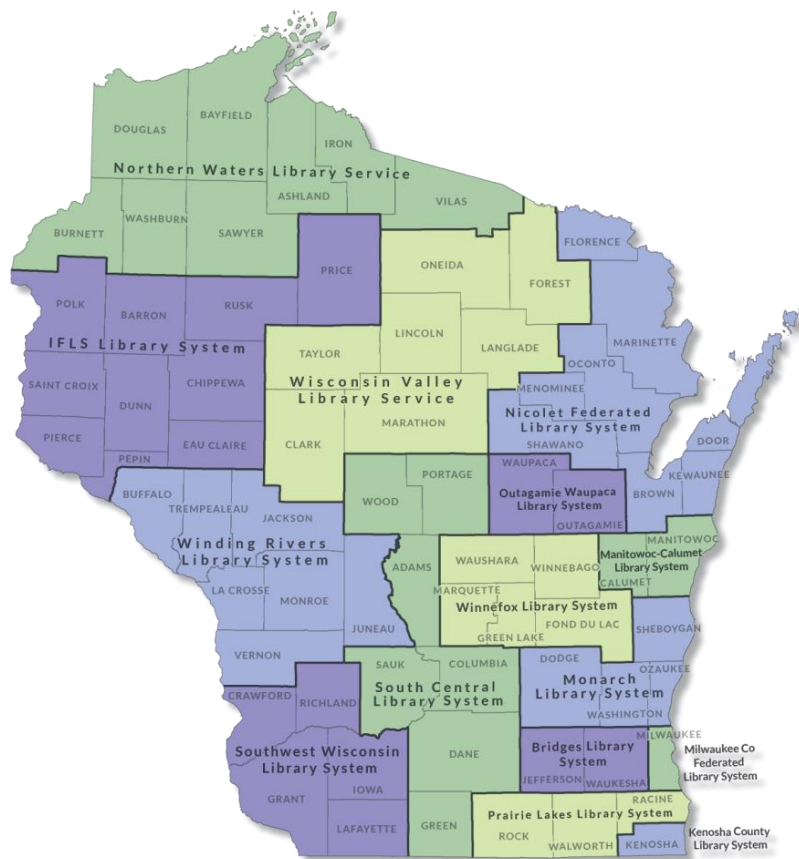 BAYFIELD
DOUGLAS
IRON
Northern Waters Library Service
ASHLAND
VILAS
WASHBURN
BURNETT
SAWYER
FLORENCE
ONEIDA
PRICE
FOREST
POLK
RUSK
BARRON
LINCOLN
MARINETTE
IFLS Library System
TAYLOR
LANGLADE
OCONTO
SAINT CROIX
CHIPPEWA
Wisconsin Valley
Library Service
MENOMINEE
DUNN
Nicolet Federated
Library System
MARATHON
PIERCE
CLARK
EAU CLAIRE
SHAWANO
DOOR
PEPIN
WAUPACA
PORTAGE
KEWAUNEE
BUFFALO
WOOD
BROWN
TREMPEALEAU
Outagamie Waupaca
Library System
JACKSON
OUTAGAMIE
Winding Rivers
Library System
MANITOWOC
Manitowoc-Calumet
Library System
ADAMS
WAUSHARA
WINNEBAGO
CALUMET
LA CROSSE
MARQUETTE
MONROE
Winnefox Library System
JUNEAU
FOND DU LAC
SHEBOYGAN
GREEN LAKE
VERNON
SAUK
COLUMBIA
DODGE
OZAUKEE
Monarch
Library System
South Central
Library System
CRAWFORD
RICHLAND
WASHINGTON
MILWAUKEE
Milwaukee Co
Federated
Library System
Southwest Wisconsin
Library System
Bridges Library
System
DANE
JEFFERSON
WAUKESHA
GRANT
IOWA
RACINE
Prairie Lakes Library System
LAFAYETTE
GREEN
ROCK
WALWORTH
KENOSHA
Kenosha County
Library System